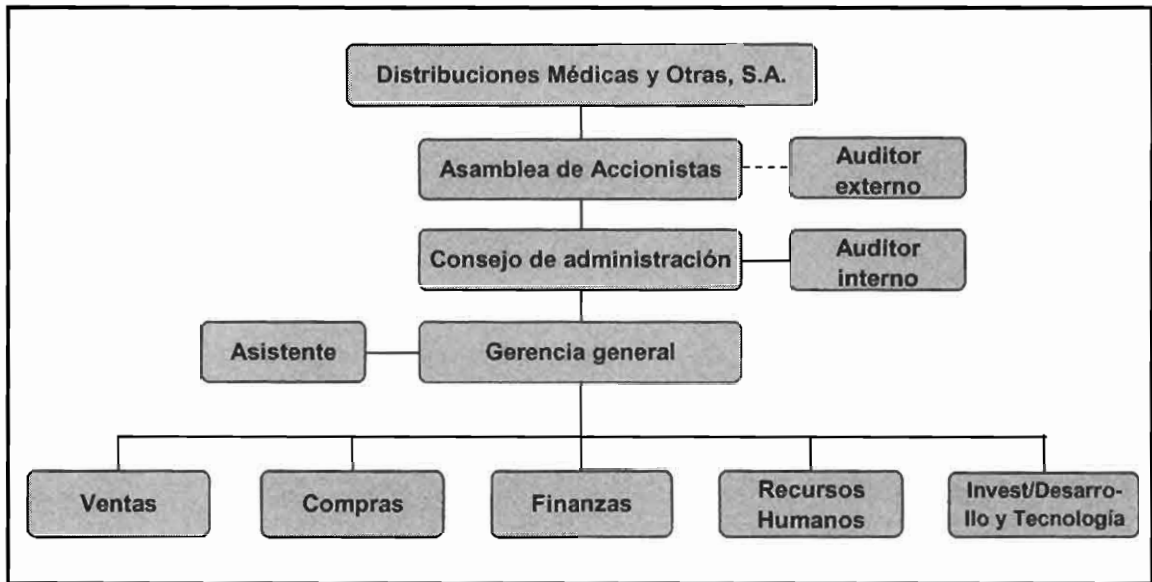 Distribuciones Médicas y Otras, S.A.
Asamblea de Accionistas
Auditor
externo
Consejo de administración
Auditor
interno
Asistente
Gerencia general
Ventas
Compras
Finanzas
Recursos
Humanos
Invest/Desarro-
llo y Tecnología